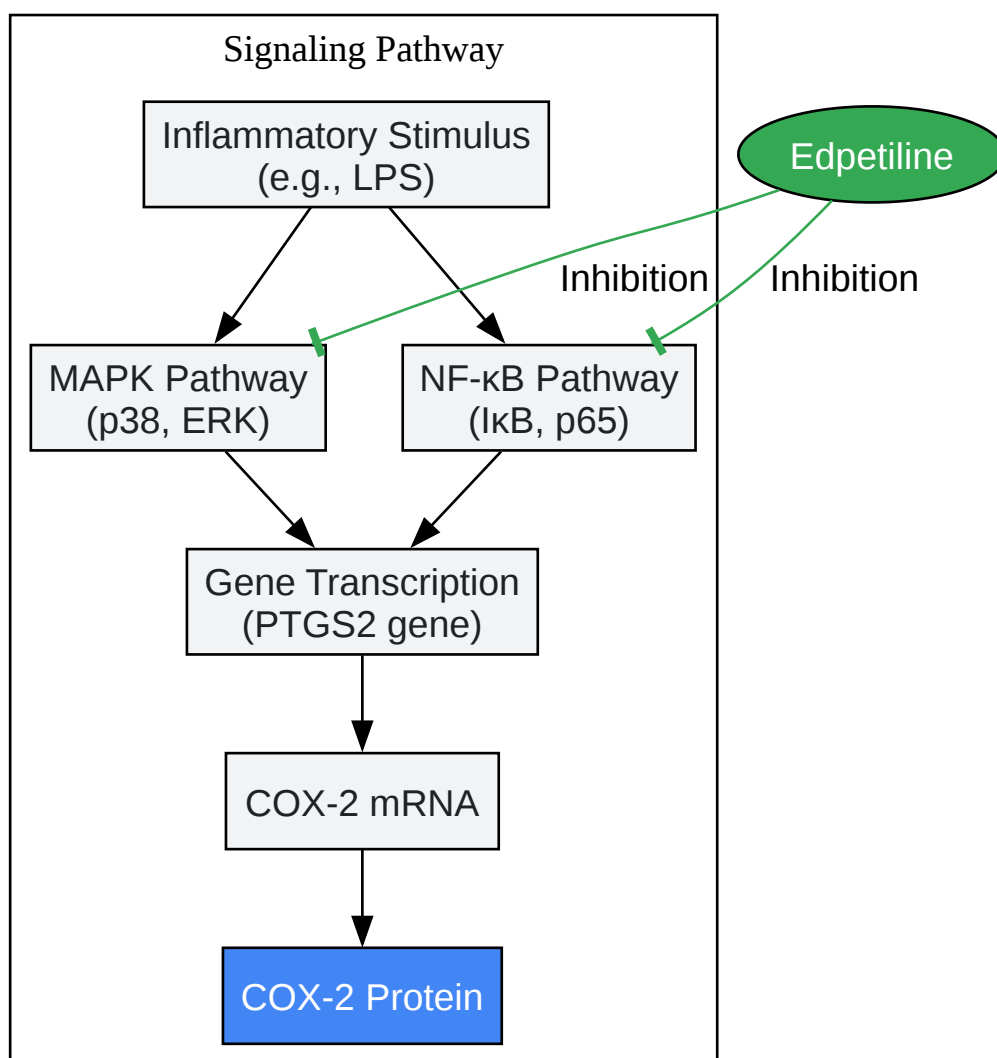 Signaling Pathway
Inflammatory Stimulus
(e.g., LPS)
Edpetiline
Inhibition
Inhibition
MAPK Pathway
(p38, ERK)
NF-κB Pathway
(IκB, p65)
Gene Transcription
(PTGS2 gene)
COX-2 mRNA
COX-2 Protein